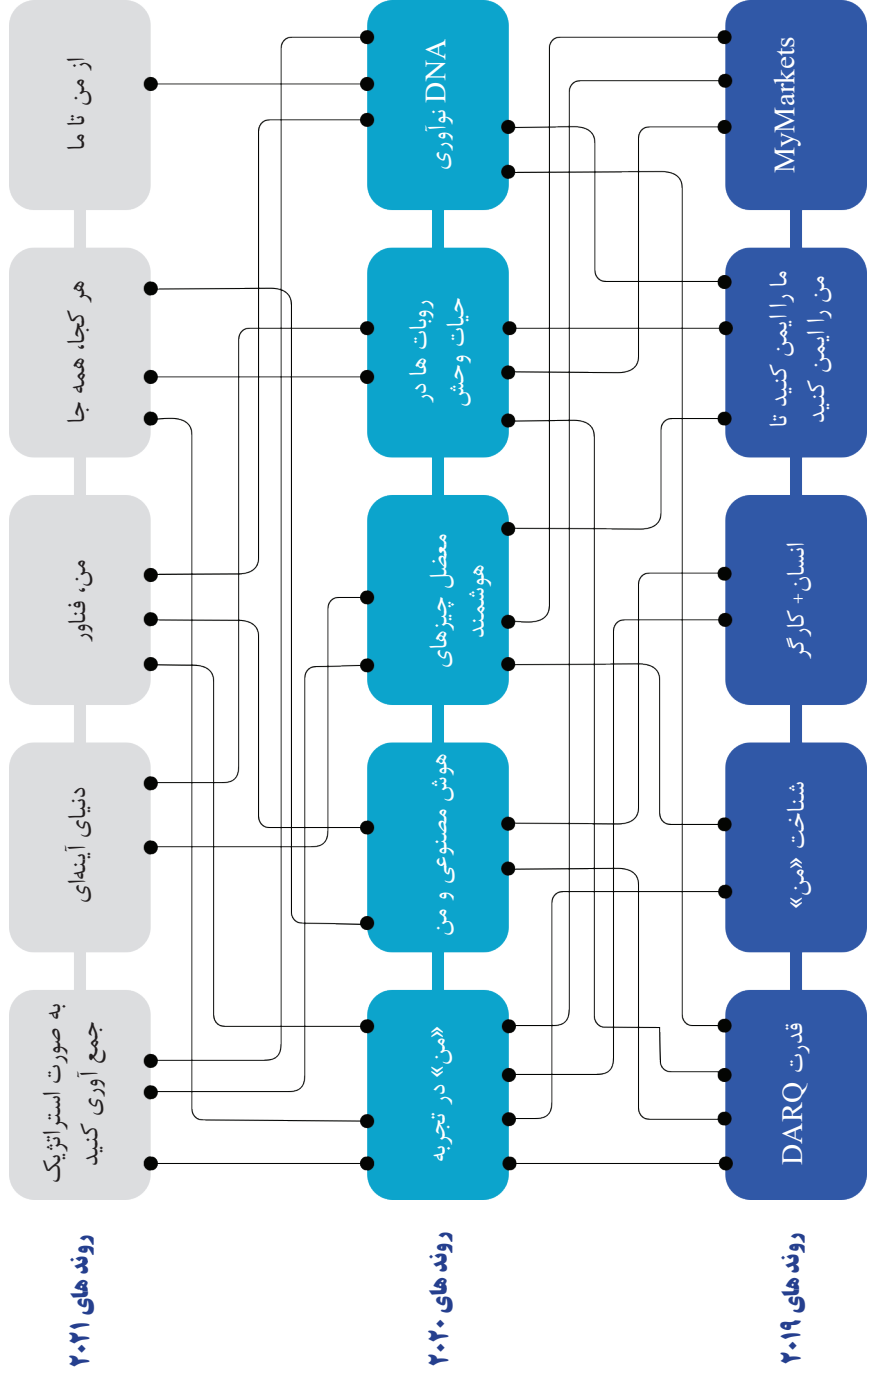 از من تا ما
هر کجا، همه جا
من، فناور
دنیای آینه‌ای
به صورت استراتژیک
جمع آوری کنید
روندهای ۲۰۲۱
DNA نوآوری
روبات ها در
حیات وحش
معضل چیزهای
هوشمند
هوش مصنوعی و من
«من» در تجربه
روندهای ۲۰۲۰
MyMarkets
ما را ایمن کنید تا
من را ایمن کنید
انسان+ کارگر
شناخت «من»
قدرت DARQ
روندهای ۲۰۱۹